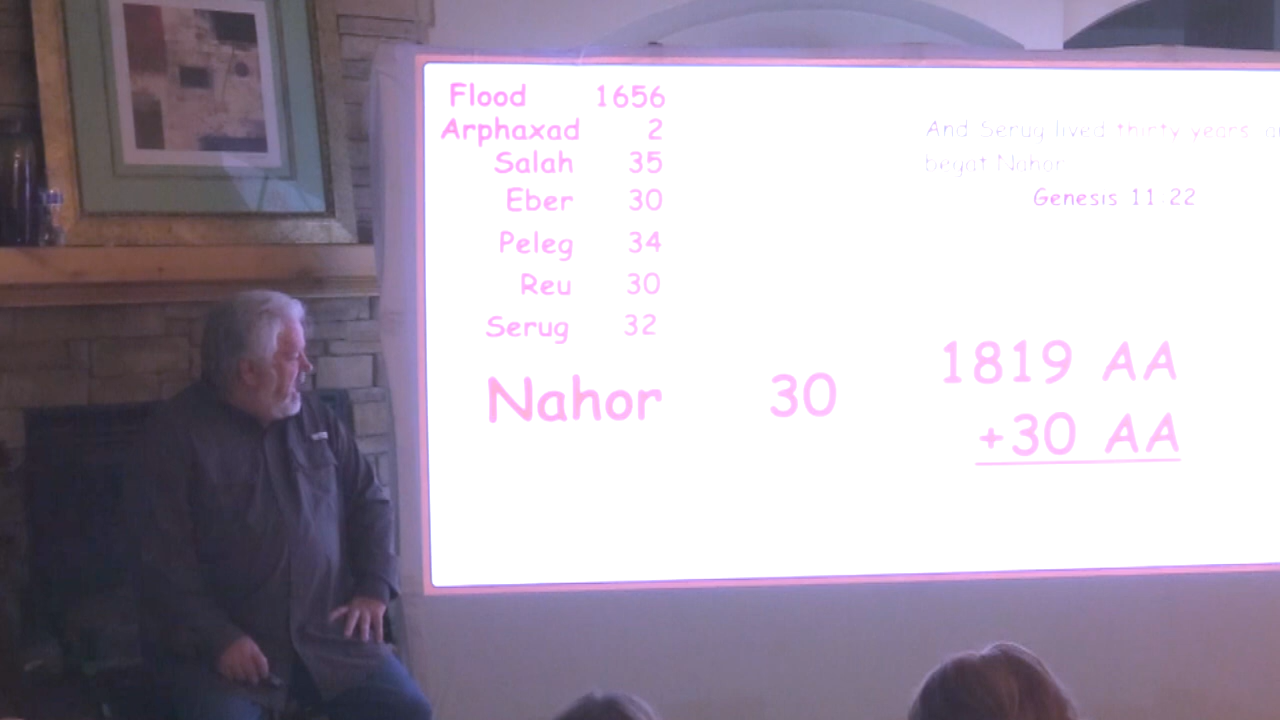 Flood 1656
Arphaxad 2
Salah 35
Eber 30
Peleg 34
Reu 30
Serug 32
Nahor 30
And Serug lived thirty years
begat Nahor
Genesis 11:22
1819 AA
+30 AA